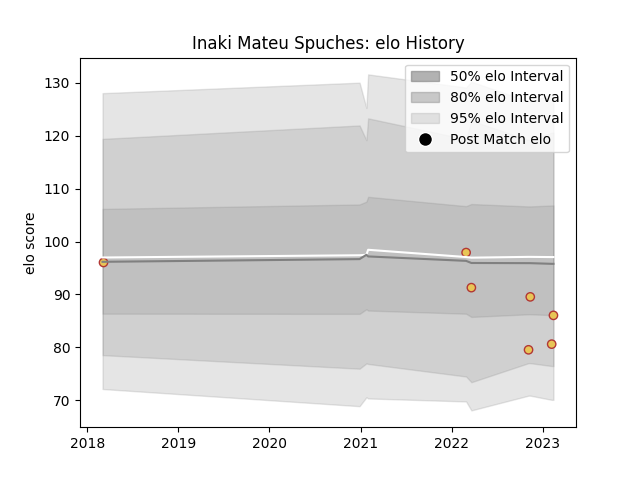 Inaki Mateu Spuches: elo History
50% elo Interval
80% elo Interval
95% elo Interval
Post Match elo
elo score
130
120
110
100
90
80
70
2018
2019
2020
2021
2022
2023